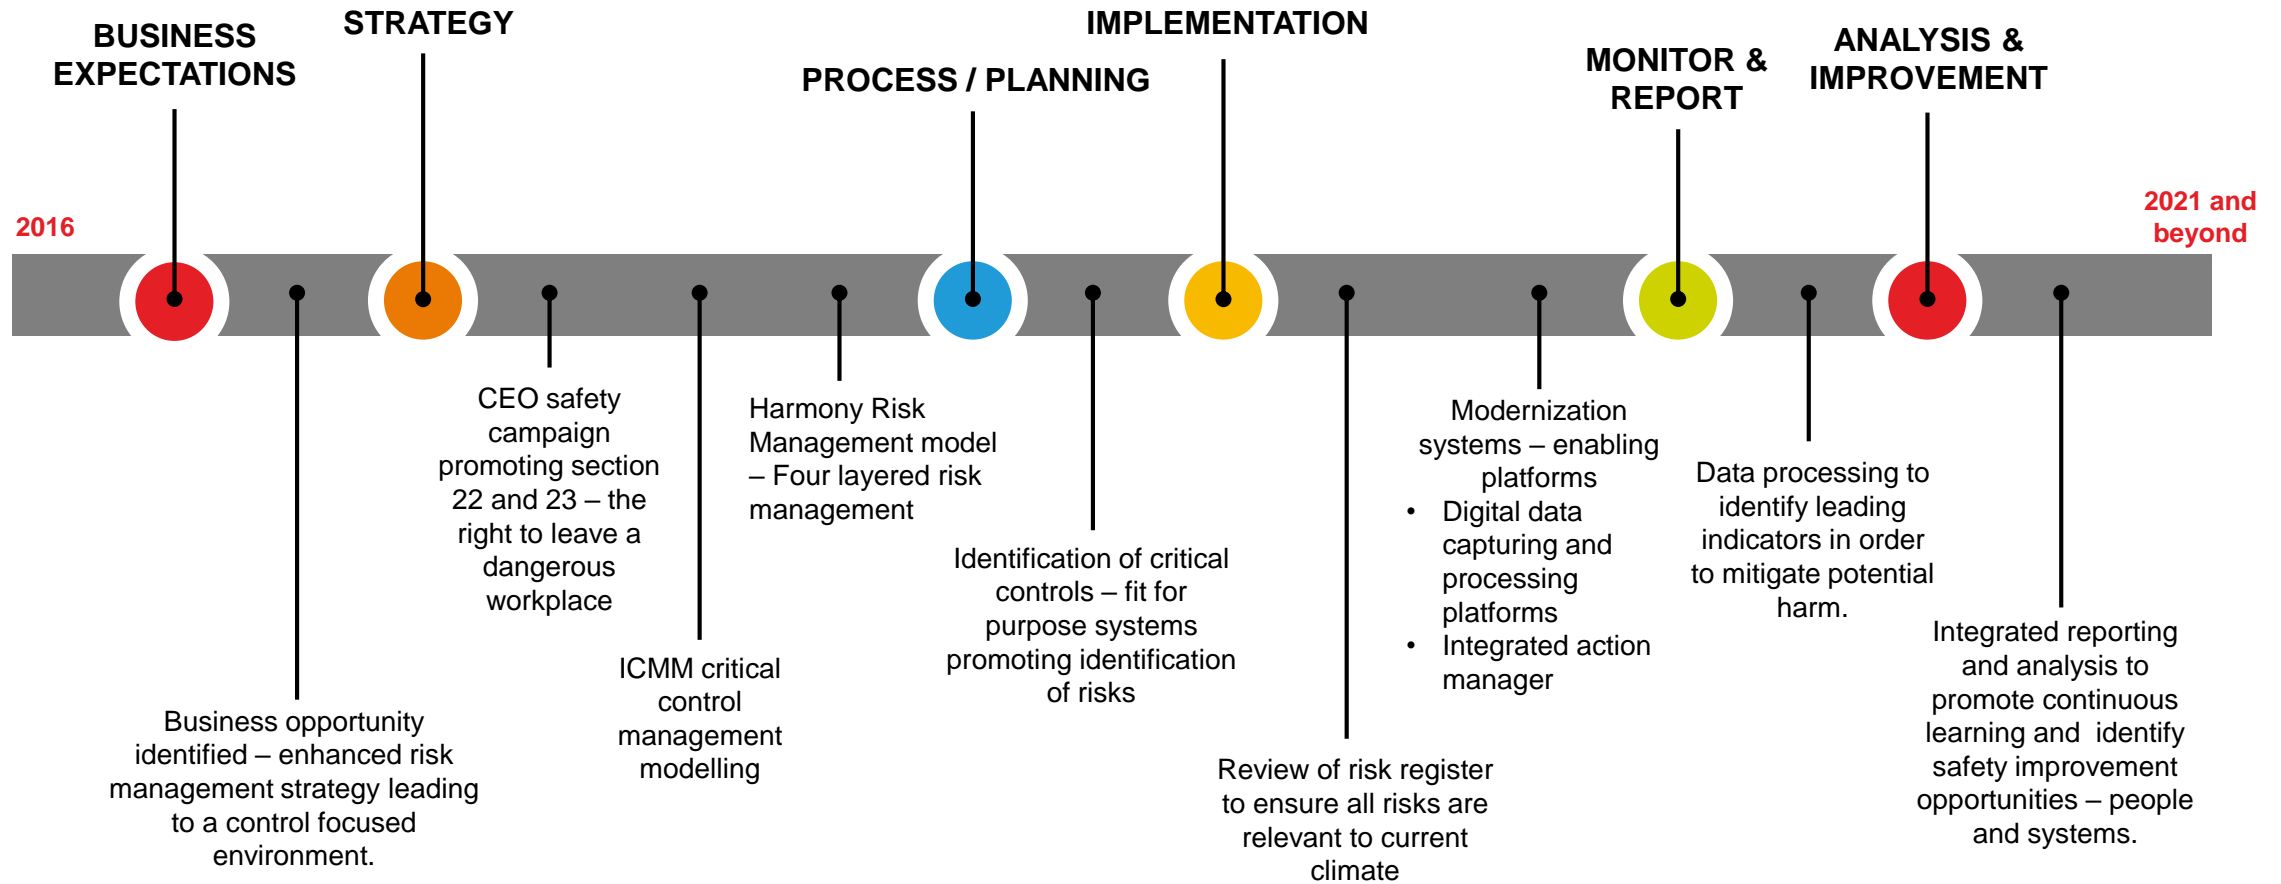 BUSINESS
EXPECTATIONS
STRATEGY
PROCESS / PLANNING
IMPLEMENTATION
MONITOR &
REPORT
ANALYSIS &
IMPROVEMENT
2016
2021 and
beyond
Business opportunity
identified – enhanced risk
management strategy leading
to a control focused
environment.
CEO safety
campaign
promoting section
22 and 23 – the
right to leave a
dangerous
workplace
ICMM critical
control
management
modelling
Harmony Risk
Management model
– Four layered risk
management
Identification of critical
controls – fit for
purpose systems
promoting identification
of risks
Review of risk register
to ensure all risks are
relevant to current
climate
Modernization
systems – enabling
platforms
• Digital data
capturing and
processing
platforms
• Integrated action
manager
Data processing to
identify leading
indicators in order
to mitigate potential
harm.
Integrated reporting
and analysis to
promote continuous
learning and  identify
safety improvement
opportunities – people
and systems.